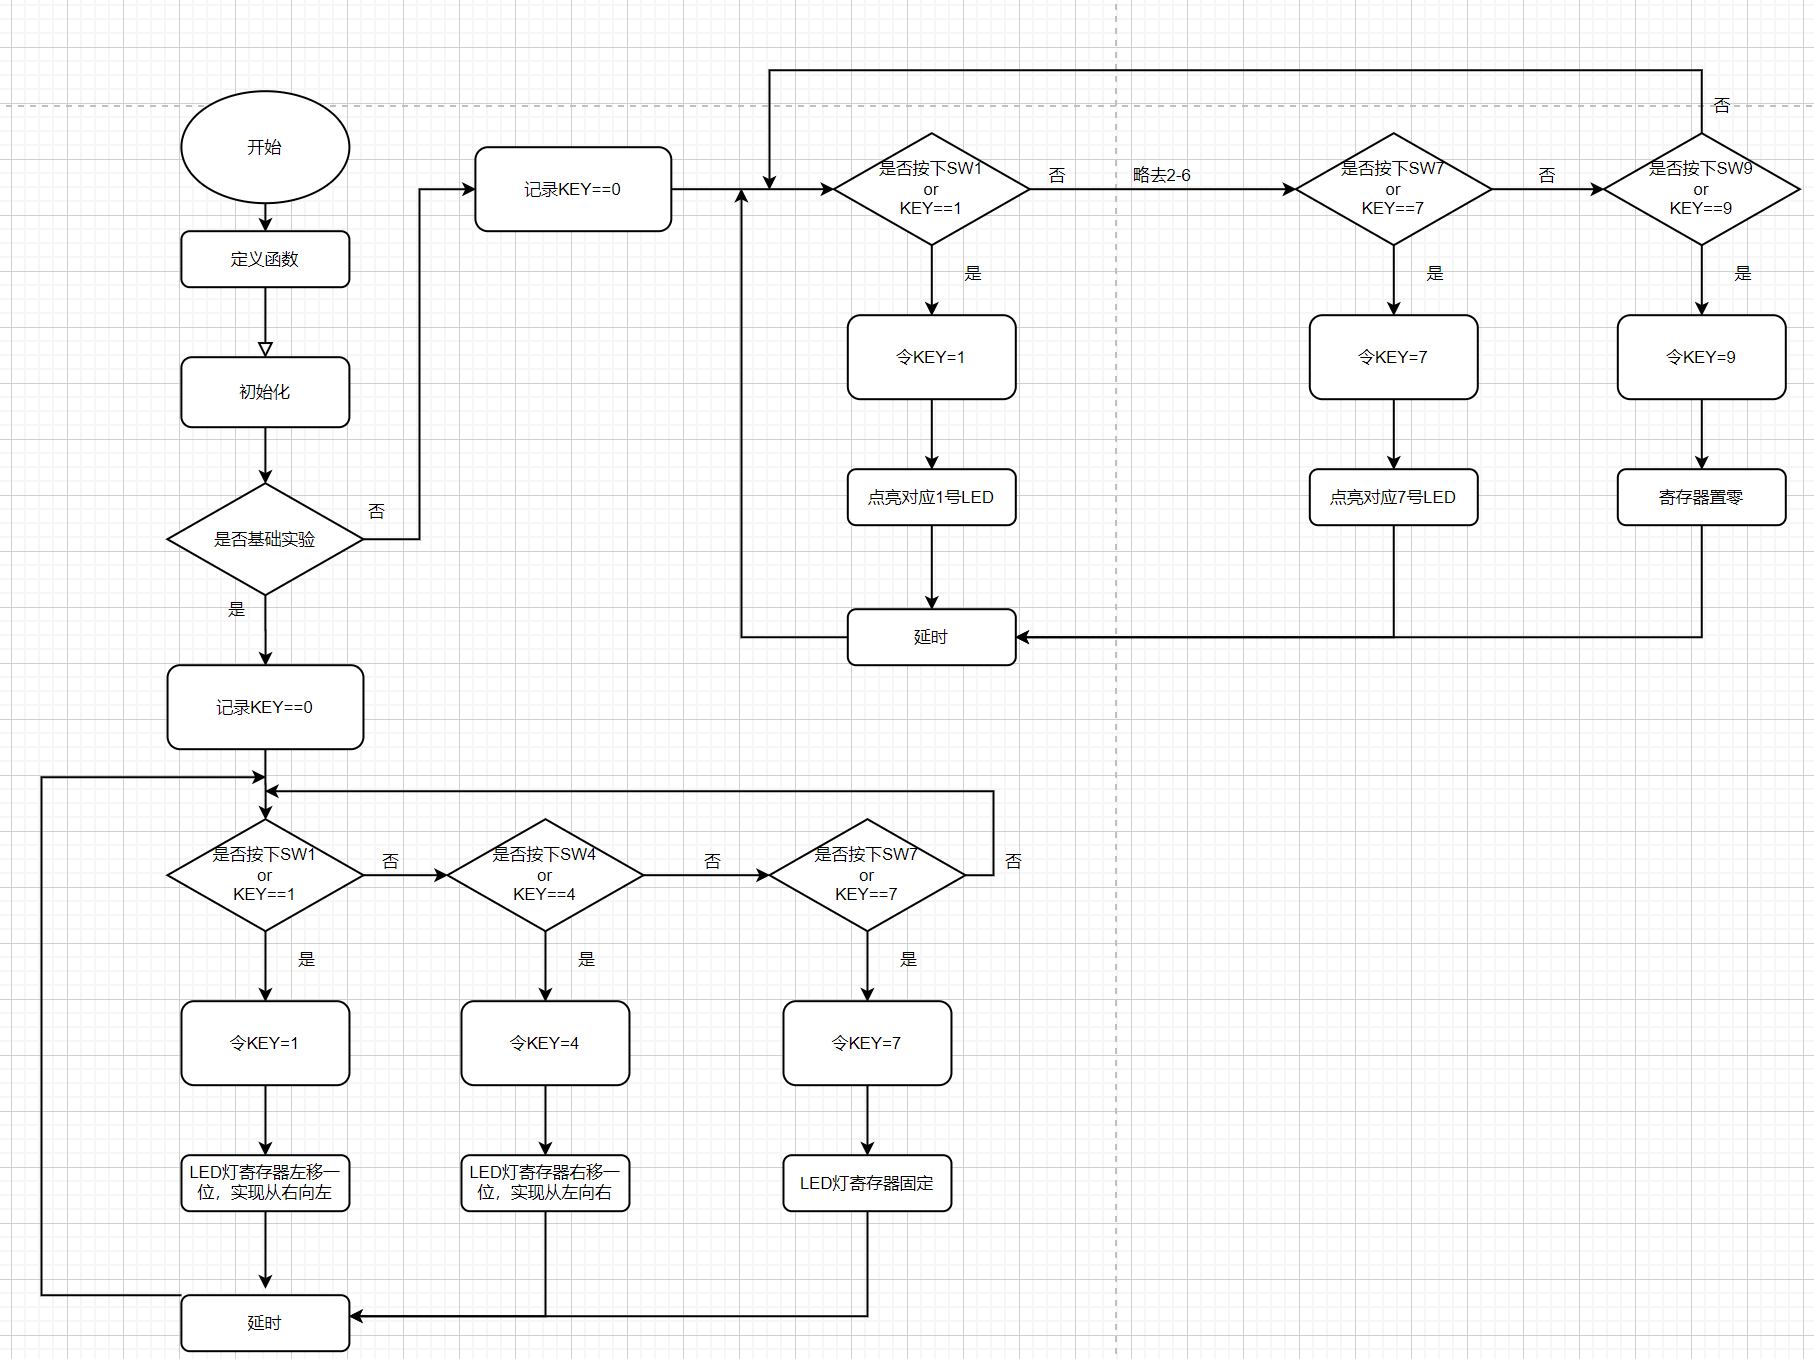 开始
定义函数
初始化
是否基础实验
否
是
记录KEY==0
是否按下SW1
or
KEY==1
否
略去2-6
是否按下SW7
or
KEY==7
否
是否按下SW9
or
KEY==9
否
是
是
是
令KEY=1
令KEY=7
令KEY=9
点亮对应1号LED
点亮对应7号LED
寄存器置零
延时
记录KEY==0
是否按下SW1
or
KEY==1
否
是否按下SW4
or
KEY==4
否
是否按下SW7
or
KEY==7
否
是
是
是
令KEY=1
令KEY=4
令KEY=7
LED灯寄存器左移一
位，实现从右向左
LED灯寄存器右移一
位，实现从左向右
LED灯寄存器固定
延时